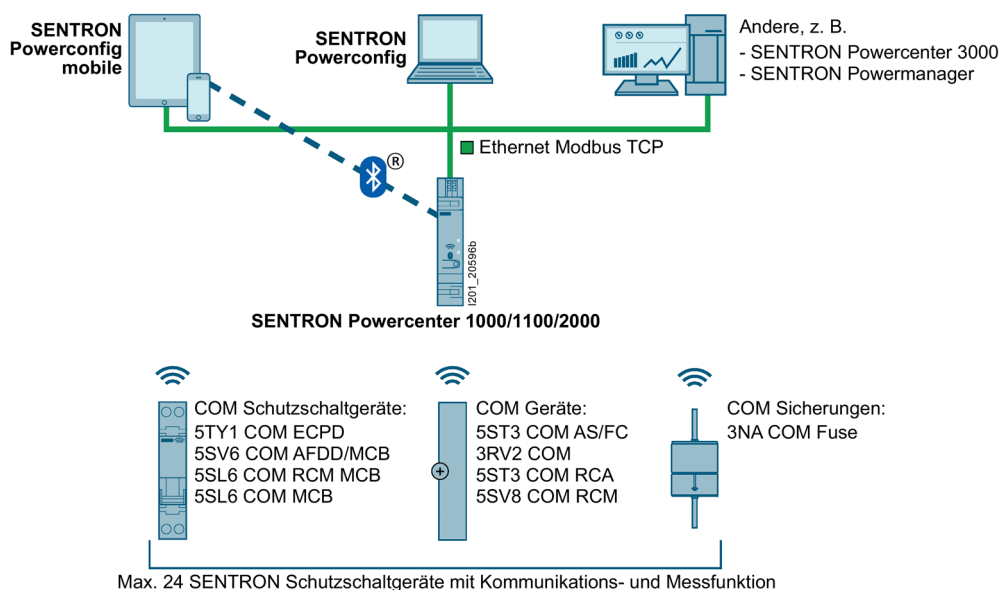 SENTRON
Powerconfig
mobile
SENTRON
Powerconfig
Andere, z. B.
- SENTRON Powercenter 3000
- SENTRON Powermanager
Ethernet Modbus TCP
®
I201_20596b
SENTRON Powercenter 1000/1100/2000
COM Schutzschaltgeräte:
5TY1 COM ECPD
5SV6 COM AFDD/MCB
5SL6 COM RCM MCB
5SL6 COM MCB
COM Geräte:
5ST3 COM AS/FC
3RV2 COM
5ST3 COM RCA
5SV8 COM RCM
COM Sicherungen:
3NA COM Fuse
Max. 24 SENTRON Schutzschaltgeräte mit Kommunikations- und Messfunktion